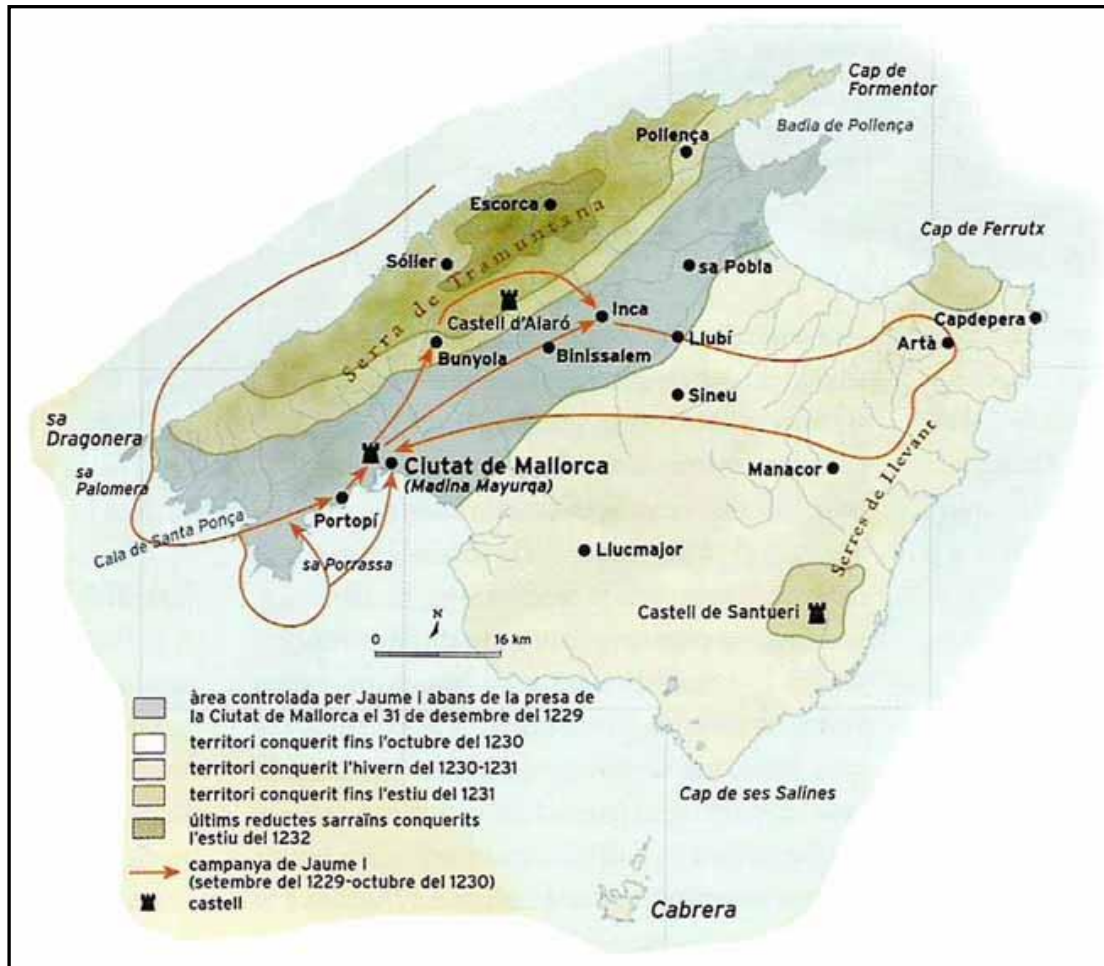 Cap de
Formentor
Badia de Pollença
Pollença
Escorca
Serra de Tramuntana
Cap de Ferrutx
Sóller
sa Pobla
Inca
Castell d'Alaró
Capdepera
Llubí
Artà
Bunyola
Binissalem
Sineu
sa
Dragonera
sa
Palomera
Ciutat de Mallorca
(Madina Mayurqa)
Manacor
Serres de Llevant
Portopí
Cala de Santa Ponça
sa Porrassa
Llucmajor
Castell de Santueri
N
0 16 km
àrea controlada per Jaume I abans de la presa de
la Ciutat de Mallorca el 31 de desembre del 1229
territori conquerit fins l'octubre del 1230
territori conquerit l'hivern del 1230-1231
territori conquerit fins l'estiu del 1231
últims reductes sarraïns conquerits
l'estiu del 1232
campanya de Jaume I
(setembre del 1229-octubre del 1230)
castell
Cap de ses Salines
Cabrera